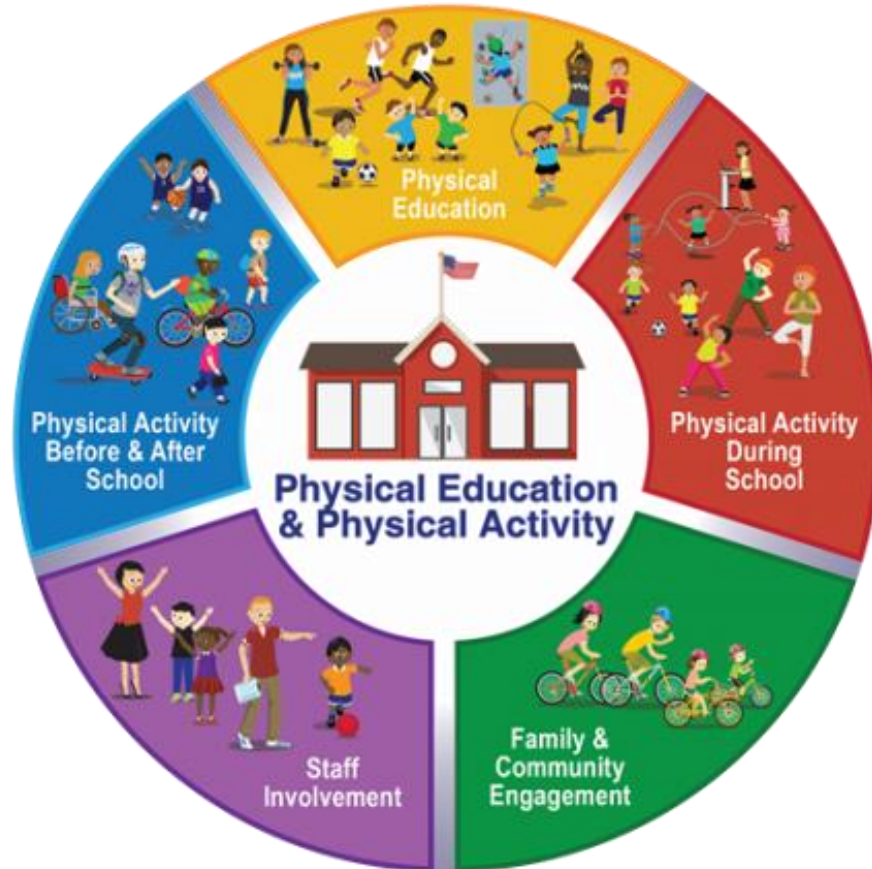 Physical
Education
Physical Activity
Before & After
School
Physical Activity
During
School
Physical Education
& Physical Activity
Staff
Involvement
Family &
Community
Engagement